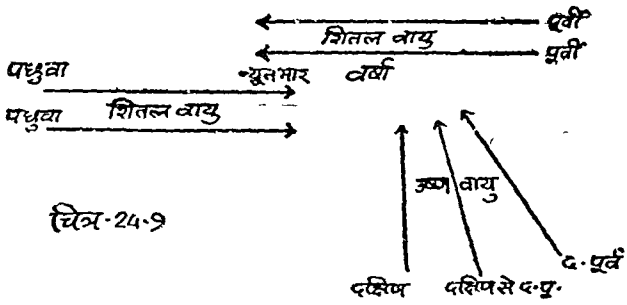 पूर्वी
शितल वायु
पूर्वी
पछुवा
न्यूनभार वर्षा
शितल वायु
पछुवा
उष्ण वायु
चित्र-24.9
द. पूर्व
दक्षिण दक्षिण से द.पू.